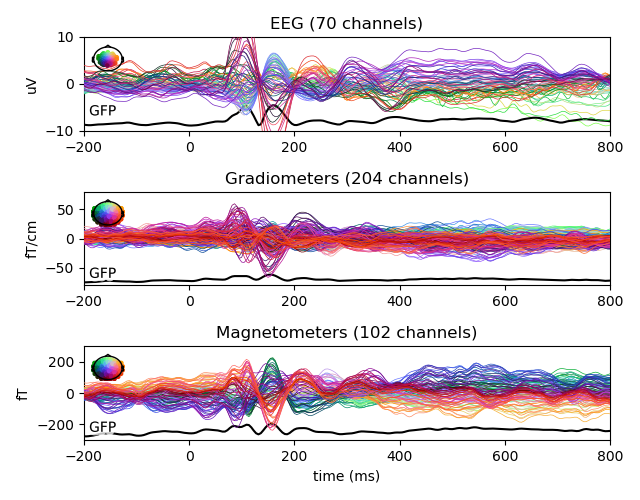 EEG (70 channels)
10
0
−10
uV
GFP
−200 0 200 400 600 800
Gradiometers (204 channels)
50
0
−50
fT/cm
GFP
−200 0 200 400 600 800
Magnetometers (102 channels)
200
0
−200
fT
GFP
−200 0 200 400 600 800
time (ms)